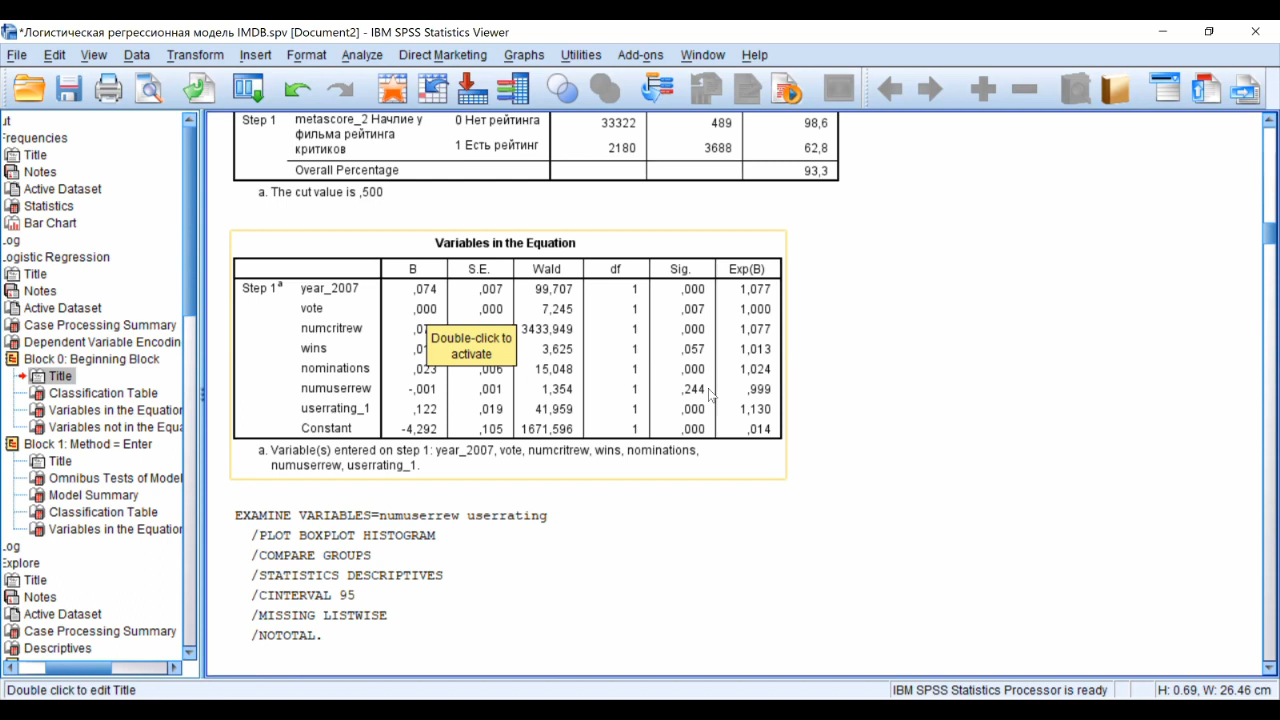 *Логистическая регрессионная модель IMDB.spv [Document2] - IBM SPSS Statistics Viewer
File Edit View Data Transform Insert Format Analyze Direct Marketing Graphs Utilities Add-ons Window Help
Frequencies
Title
Notes
Active Dataset
Statistics
Bar Chart
Log
Logistic Regression
Title
Notes
Active Dataset
Case Processing Summary
Dependent Variable Encodin
Block 0: Beginning Block
Title
Classification Table
Variables in the Equation
Variables not in the Equa
Block 1: Method = Enter
Title
Omnibus Tests of Model
Model Summary
Classification Table
Variables in the Equation
Log
Explore
Title
Notes
Active Dataset
Case Processing Summary
Descriptives
Step 1 metascore_2 Начлие у фильма рейтинга критиков 0 Нет рейтинга 33322 489 98,6
1 Есть рейтинг 2180 3688 62,8
Overall Percentage 93,3
a. The cut value is ,500
Variables in the Equation
B S.E. Wald df Sig. Exp(B)
Step 1a year_2007 ,074 ,007 99,707 1 ,000 1,077
vote ,000 ,000 7,245 1 ,007 1,000
numcritrew 3433,949 1 ,000 1,077
wins 3,625 1 ,057 1,013
nominations ,023 ,006 15,048 1 ,000 1,024
numuserrew -,001 ,001 1,354 1 ,244 ,999
userrating_1 ,122 ,019 41,959 1 ,000 1,130
Constant -4,292 ,105 1671,596 1 ,000 ,014
Double-click to
activate
a. Variable(s) entered on step 1: year_2007, vote, numcritrew, wins, nominations,
numuserrew, userrating_1.
EXAMINE VARIABLES=numuserrew userrating
/PLOT BOXPLOT HISTOGRAM
/COMPARE GROUPS
/STATISTICS DESCRIPTIVES
/CINTERVAL 95
/MISSING LISTWISE
/NOTOTAL.
Double click to edit Title
IBM SPSS Statistics Processor is ready
H: 0.69, W: 26.46 cm